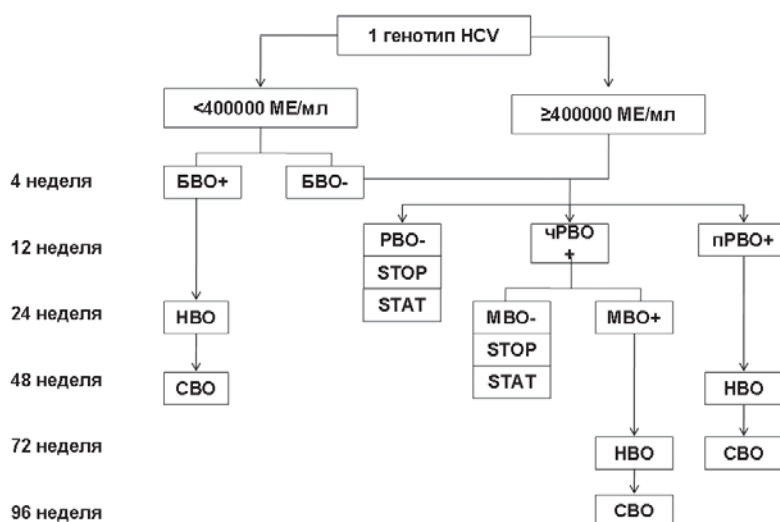 1 генотип HCV
<400000 МЕ/мл
≥400000 МЕ/мл
4 неделя
БВО+
БВО-
12 неделя
РВО-
STOP
STAT
чРВО
+
пРВО+
24 неделя
НВО
МВО-
STOP
STAT
МВО+
48 неделя
СВО
НВО
72 неделя
НВО
СВО
96 неделя
СВО